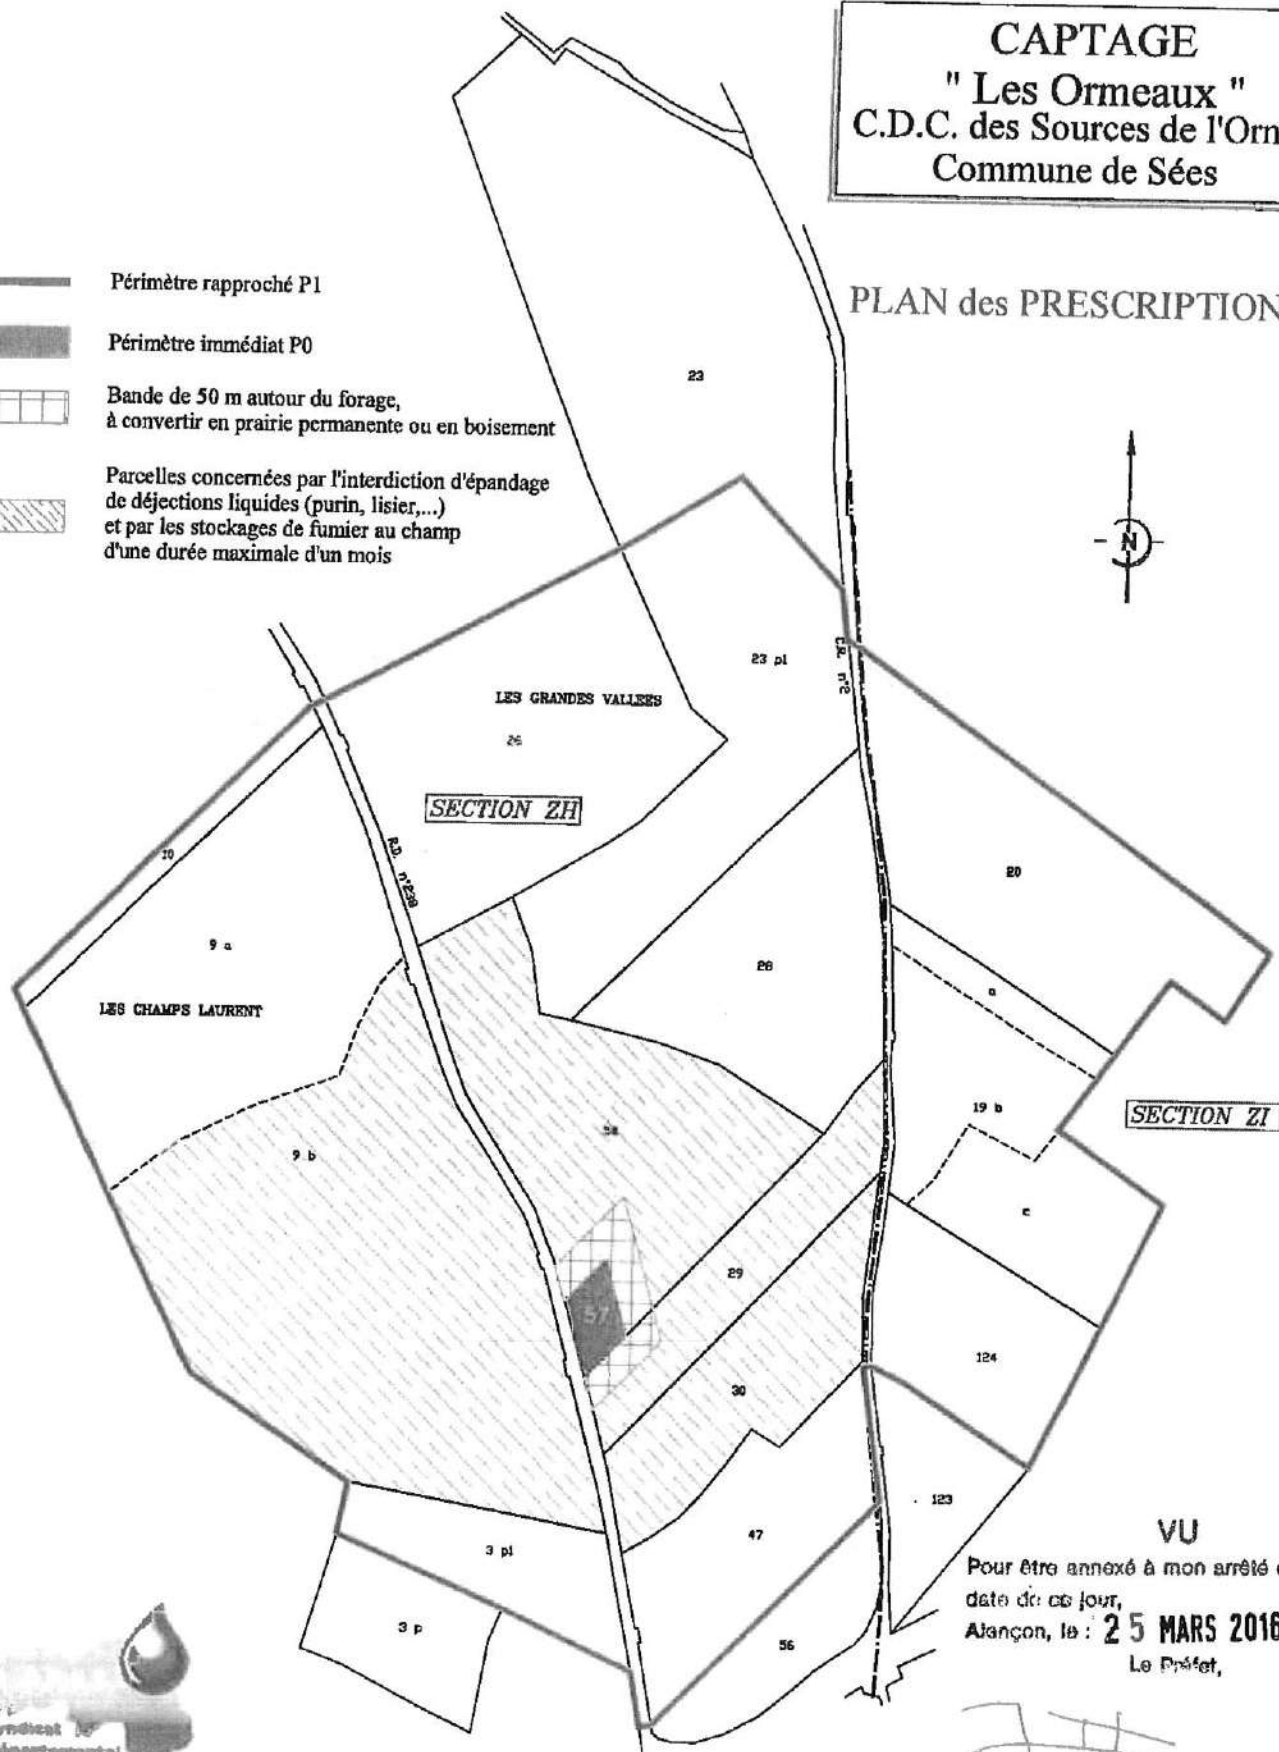 CAPTAGE
" Les Ormeaux "
C.D.C. des Sources de l'Orn
Commune de Sées
PLAN des PRESCRIPTION
Périmètre rapproché P1
Périmètre immédiat P0
Bande de 50 m autour du forage,
à convertir en prairie permanente ou en boisement
Parcelles concernées par l'interdiction d'épandage
de déjections liquides (purin, lisier,...)
et par les stockages de fumier au champ
d'une durée maximale d'un mois
N
23
23 p1
C.R. n°2
LES GRANDES VALLEES
26
SECTION ZH
10
R.D. n°238
20
9 a
28
a
LES CHAMPS LAURENT
19 b
SECTION ZI
9 b
c
29
57
124
30
123
47
3 p1
3 p
56
VU
Pour être annexé à mon arrêté
date de ce jour,
Alençon, le : 25 MARS 2016
Le Préfet,